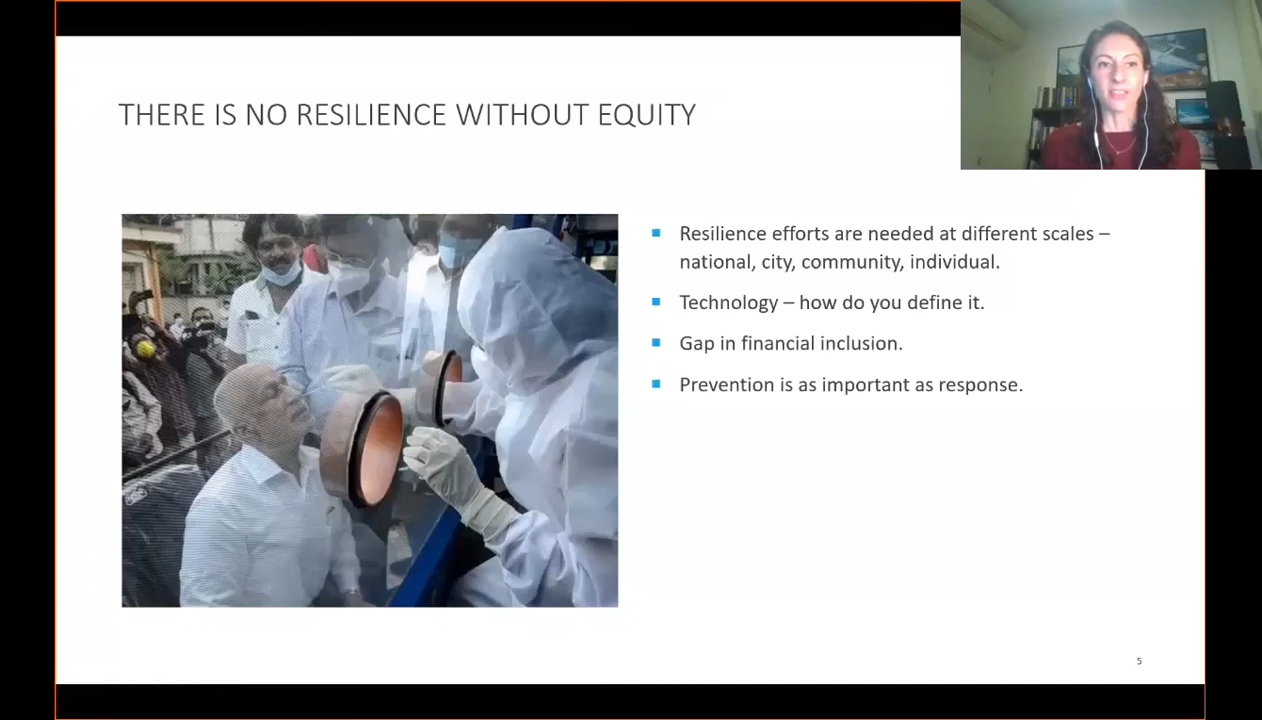 THERE IS NO RESILIENCE WITHOUT EQUITY
Resilience efforts are needed at different scales –
national, city, community, individual.
Technology – how do you define it.
Gap in financial inclusion.
Prevention is as important as response.
5